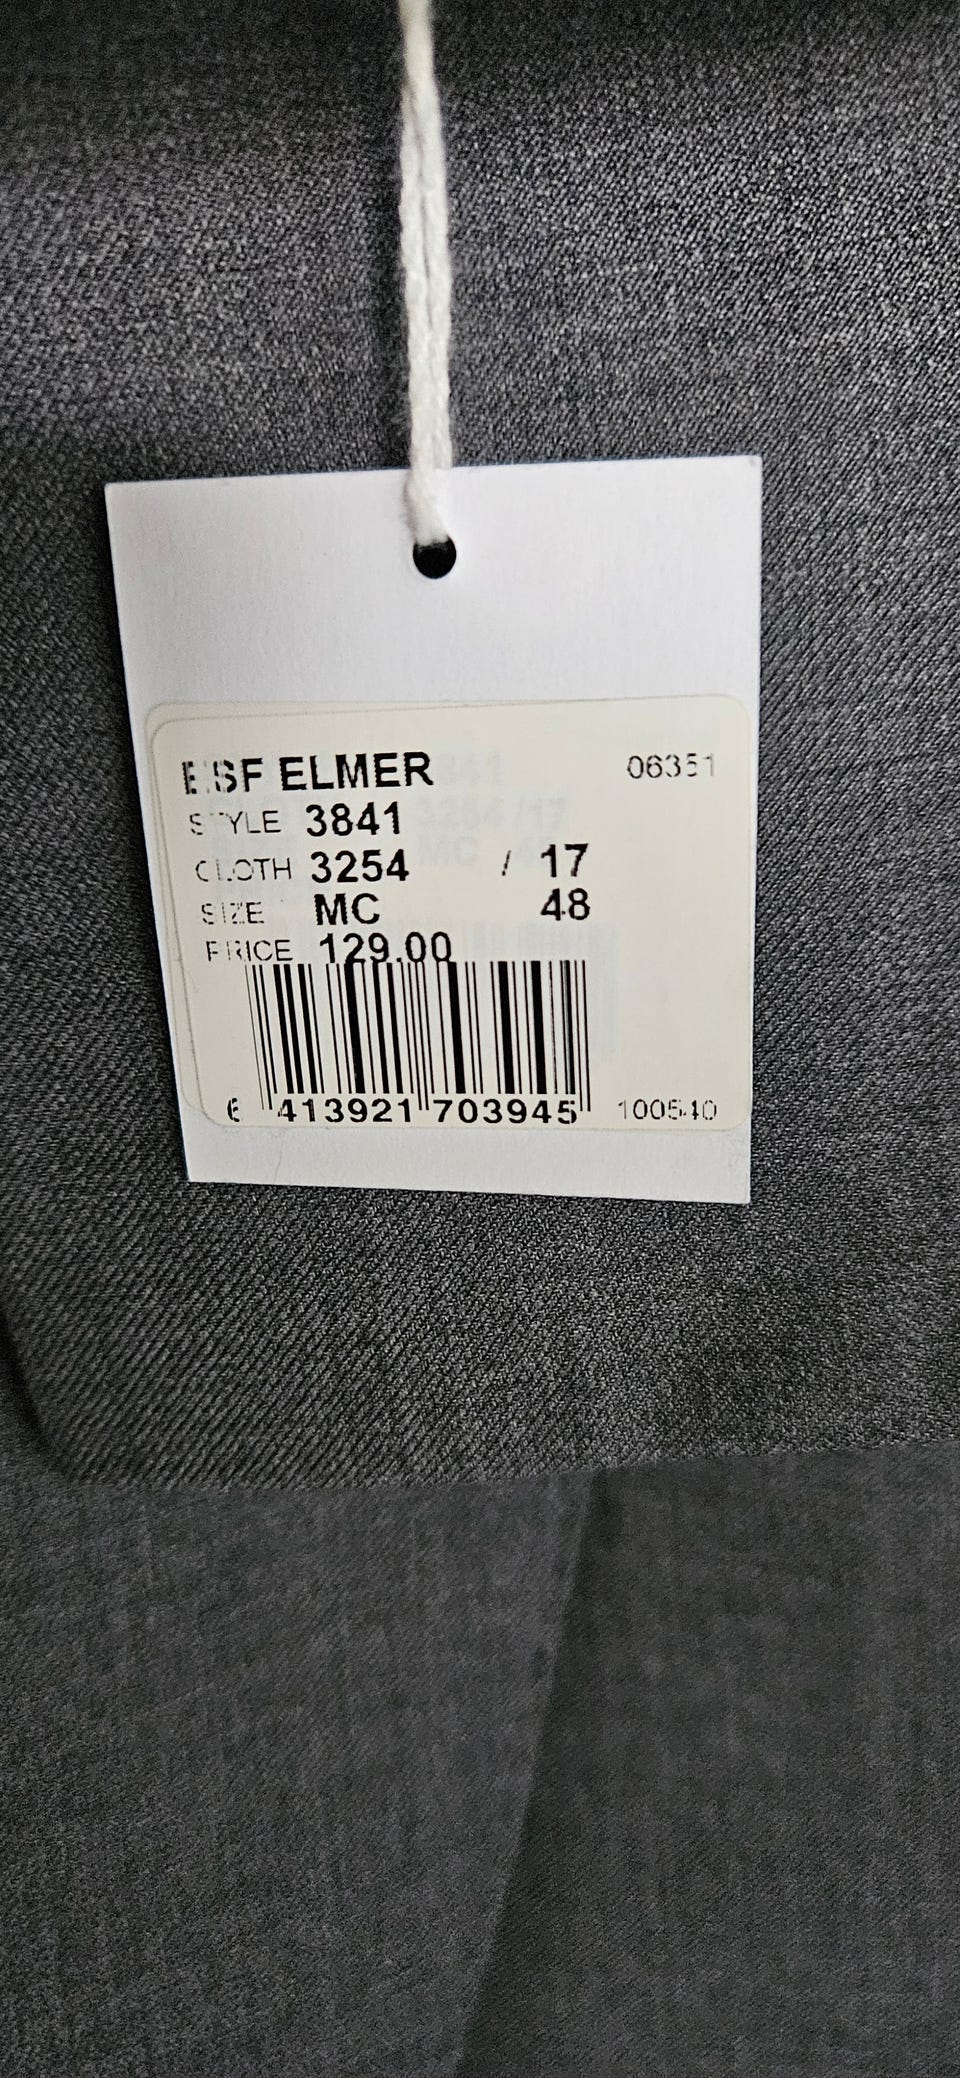 ESF ELMER 06351
STYLE 3841
CLOTH 3254 / 17
SIZE MC 48
PRICE 129.00
6 413921 703945 100540